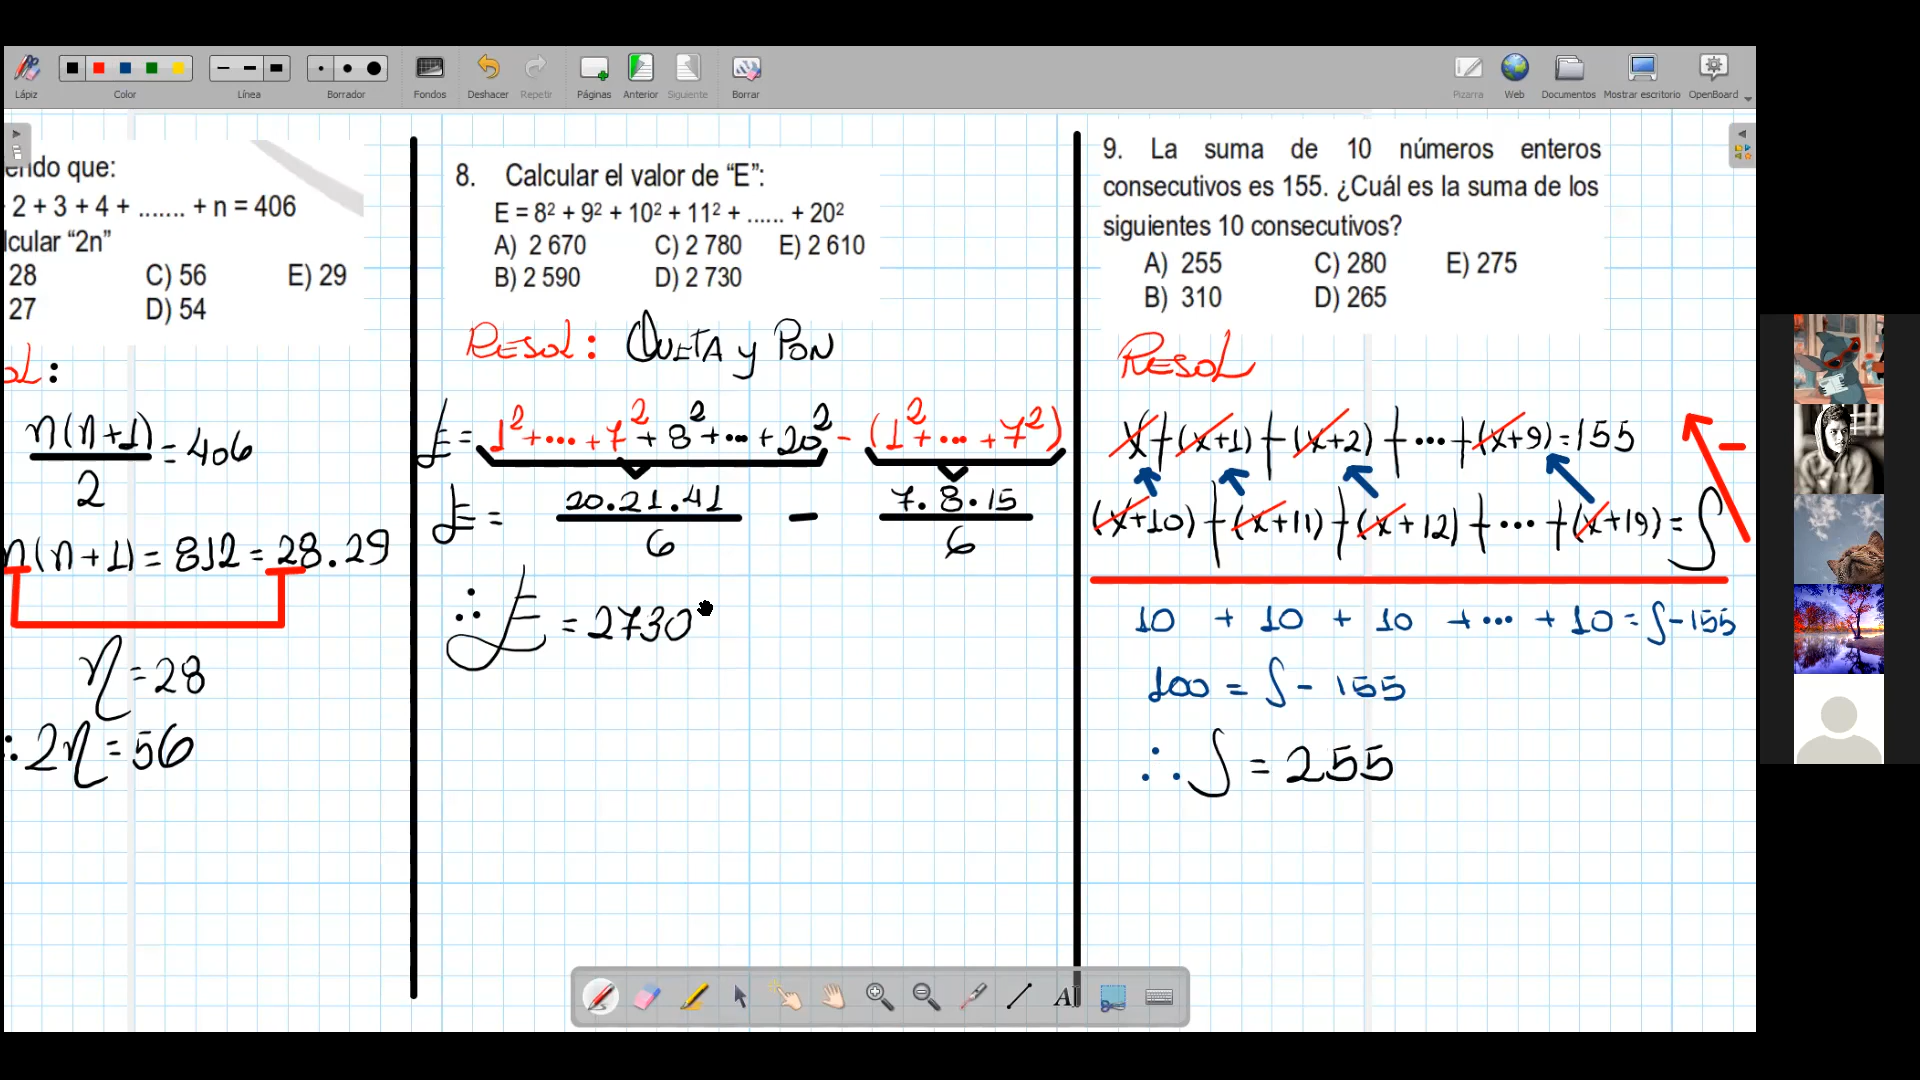 Lápiz
Color
Línea
Borrador
Fondos
Deshacer
Repetir
Páginas
Anterior
Siguiente
Borrar
Pizarra
Web
Documentos
Mostrar escritorio
OpenBoard
endo que:
2 + 3 + 4 + ....... + n = 406
lcular “2n”
28 C) 56 E) 29
27 D) 54
OL:
n(n+1)/2 = 406
n(n+1) = 812 = 28.29
n = 28
∴ 2n = 56
8. Calcular el valor de “E”:
E = 8² + 9² + 10² + 11² + ...... + 20²
A) 2 670 C) 2 780 E) 2 610
B) 2 590 D) 2 730
RESOL: QUITA y PON
E = 1² + ... + 7² + 8² + ... + 20² - (1² + ... + 7²)
E = 20.21.41/6 - 7.8.15/6
∴ E = 2730
9. La suma de 10 números enteros
consecutivos es 155. ¿Cuál es la suma de los
siguientes 10 consecutivos?
A) 255 C) 280 E) 275
B) 310 D) 265
RESOL
x + (x+1) + (x+2) + ... + (x+9) = 155
(x+10) + (x+11) + (x+12) + ... + (x+19) = S
-
10 + 10 + 10 + ... + 10 = S - 155
100 = S - 155
∴ S = 255
A